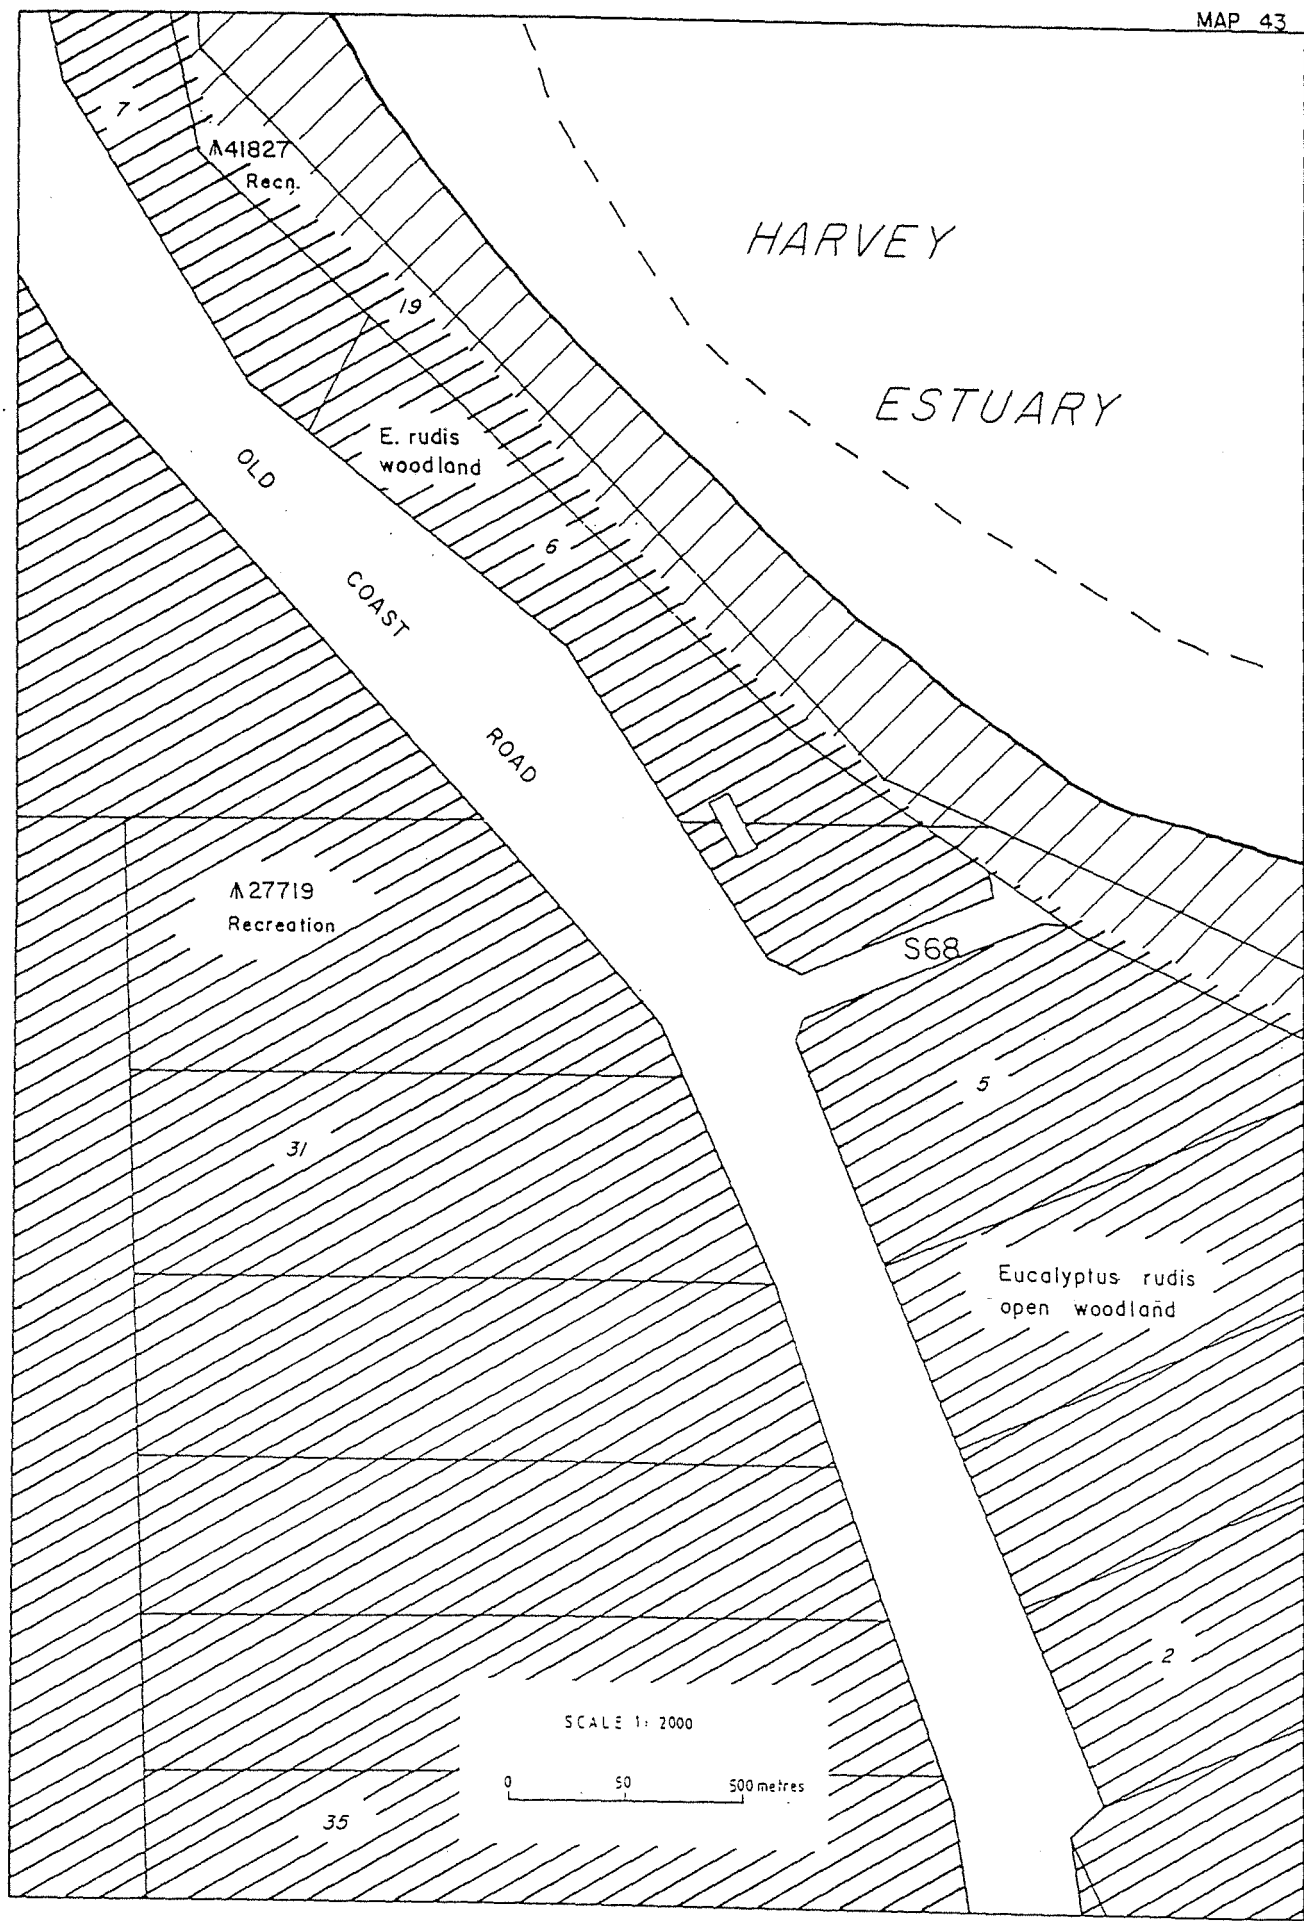 MAP 43
7
41827
Recn.
HARVEY
19
ESTUARY
E. rudis
woodland
OLD
6
COAST
ROAD
27719
Recreation
S68
5
31
Eucalyptus rudis
open woodland
2
SCALE 1: 2000
0 50 500 metres
35